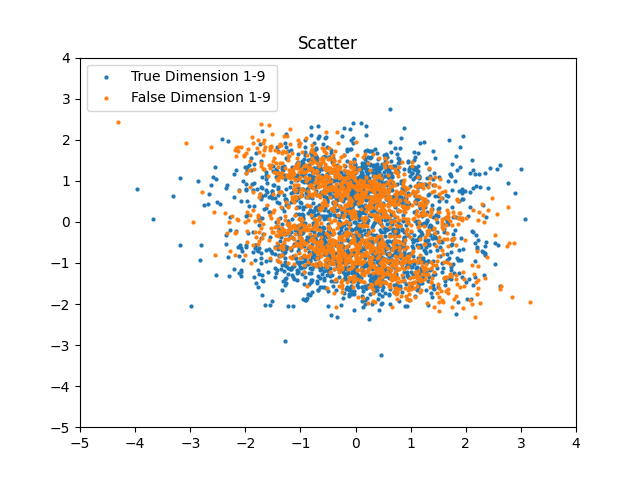 Scatter
True Dimension 1-9
False Dimension 1-9
4
3
2
1
0
−1
−2
−3
−4
−5
−5 −4 −3 −2 −1 0 1 2 3 4